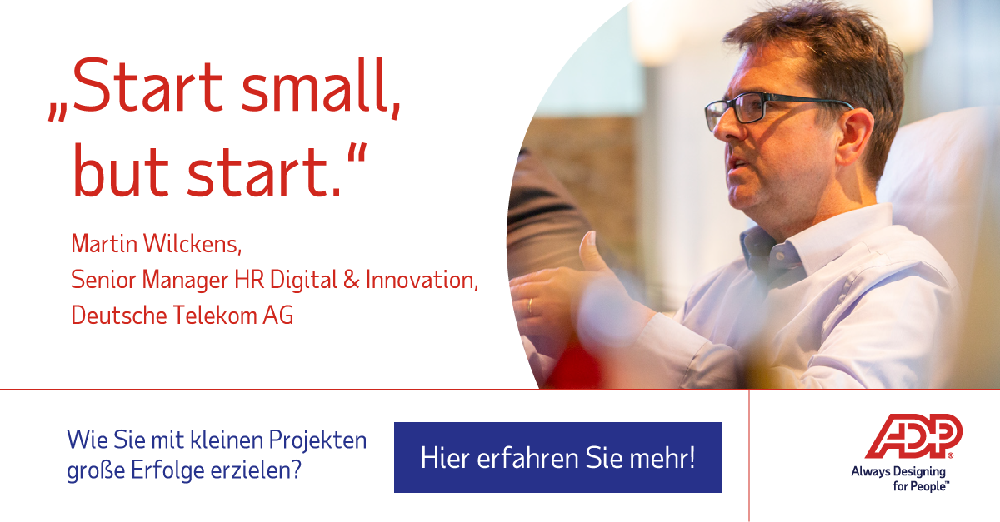 „Start small,
but start.“
Martin Wilckens,
Senior Manager HR Digital & Innovation,
Deutsche Telekom AG
Wie Sie mit kleinen Projekten
große Erfolge erzielen?
Hier erfahren Sie mehr!
ADP®
Always Designing
for People™